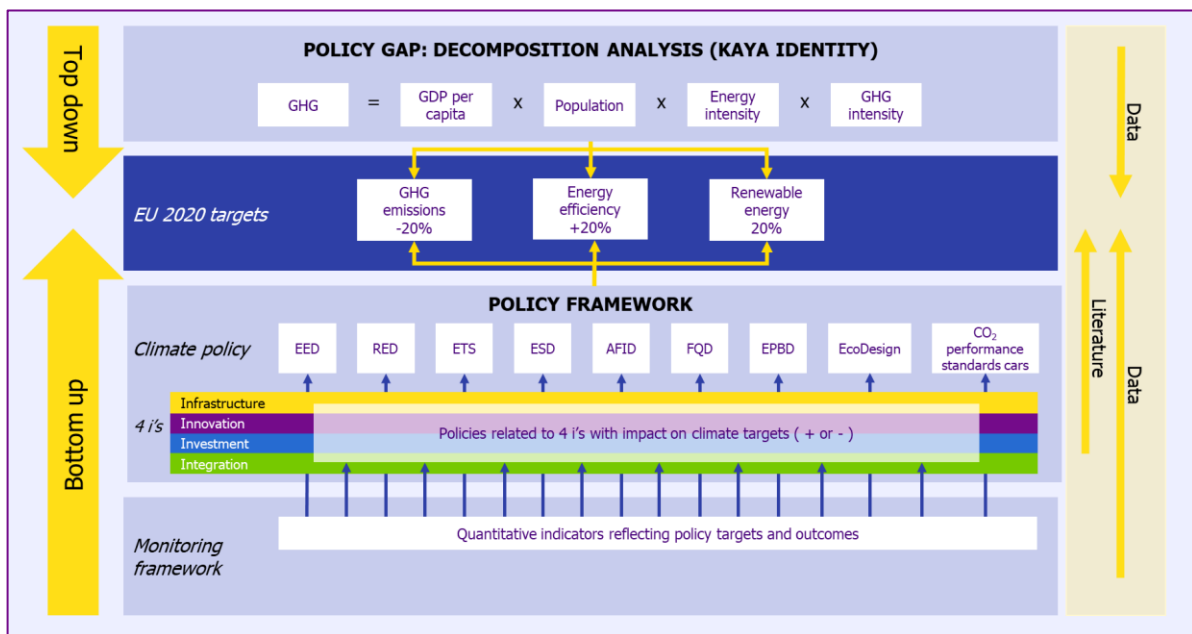 Top down
POLICY GAP: DECOMPOSITION ANALYSIS (KAYA IDENTITY)
GHG
=
GDP per
capita
x
Population
x
Energy
intensity
x
GHG
intensity
Data
EU 2020 targets
GHG
emissions
-20%
Energy
efficiency
+20%
Renewable
energy
20%
Bottom up
POLICY FRAMEWORK
Climate policy
EED
RED
ETS
ESD
AFID
FQD
EPBD
EcoDesign
CO₂
performance
standards cars
4 i's
Infrastructure
Innovation
Investment
Integration
Policies related to 4 i's with impact on climate targets ( + or - )
Literature
Data
Monitoring
framework
Quantitative indicators reflecting policy targets and outcomes